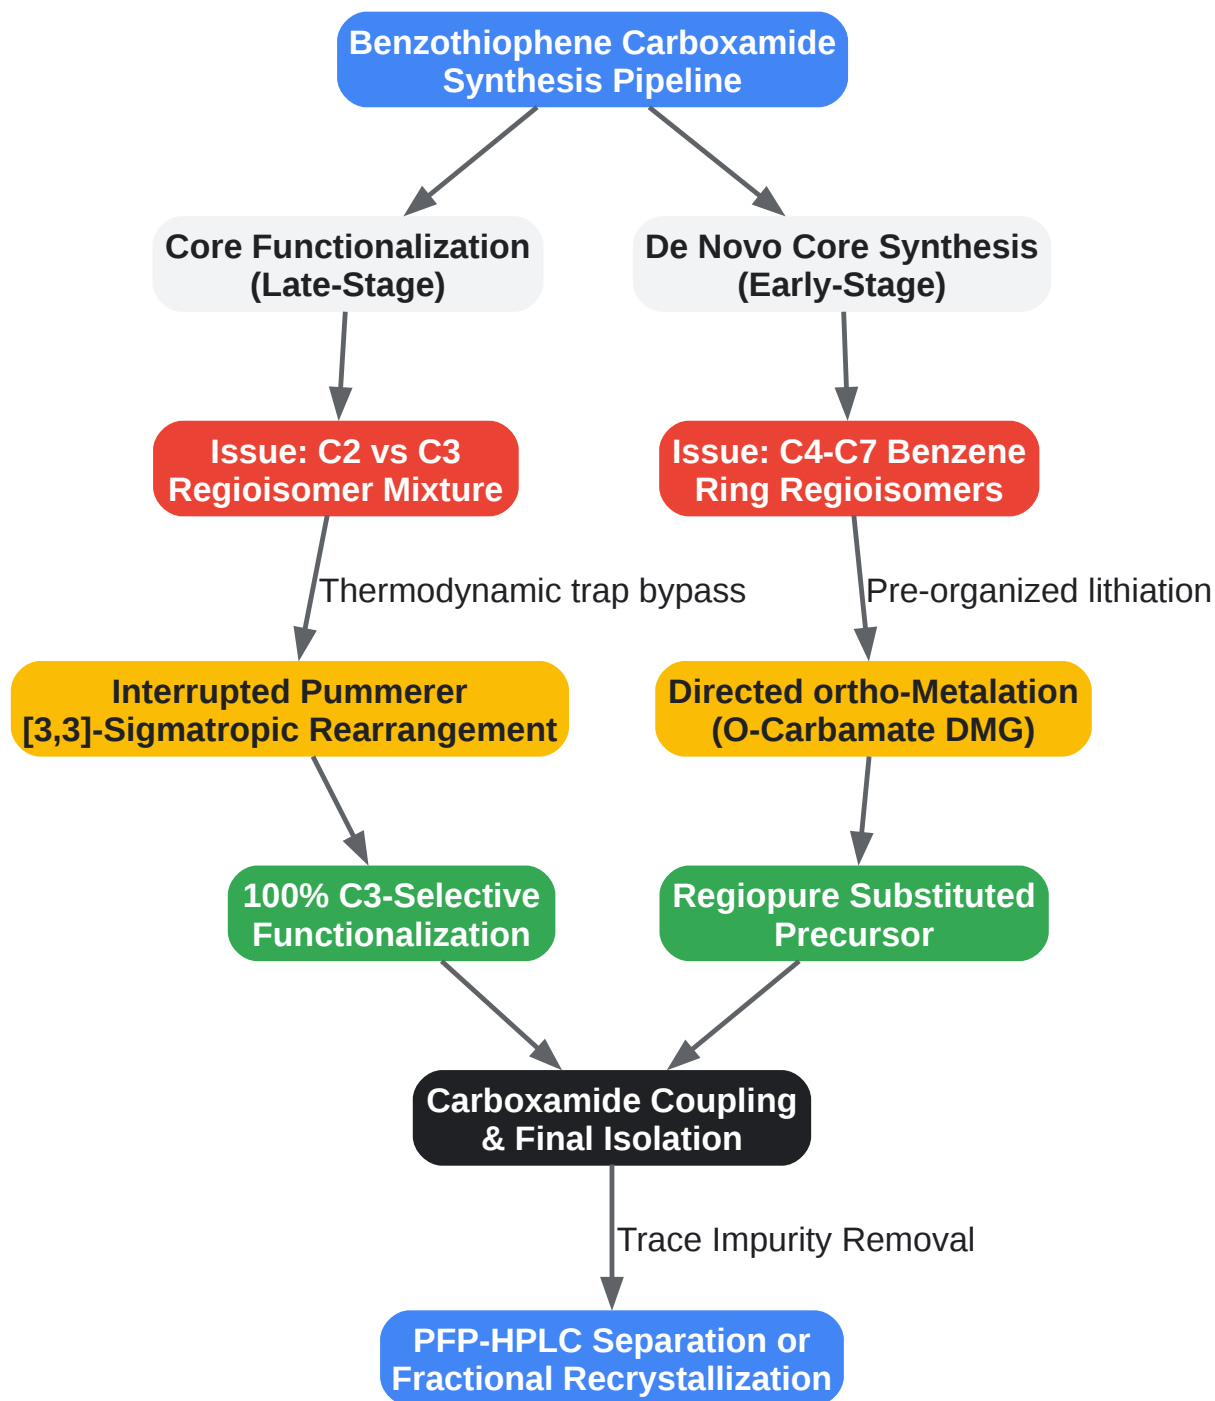 Benzothiophene Carboxamide
Synthesis Pipeline
Core Functionalization
(Late-Stage)
De Novo Core Synthesis
(Early-Stage)
Issue: C2 vs C3
Regioisomer Mixture
Issue: C4-C7 Benzene
Ring Regioisomers
Thermodynamic trap bypass
Pre-organized lithiation
Interrupted Pummerer
[3,3]-Sigmatropic Rearrangement
Directed ortho-Metalation
(O-Carbamate DMG)
100% C3-Selective
Functionalization
Regiopure Substituted
Precursor
Carboxamide Coupling
& Final Isolation
Trace Impurity Removal
PFP-HPLC Separation or
Fractional Recrystallization